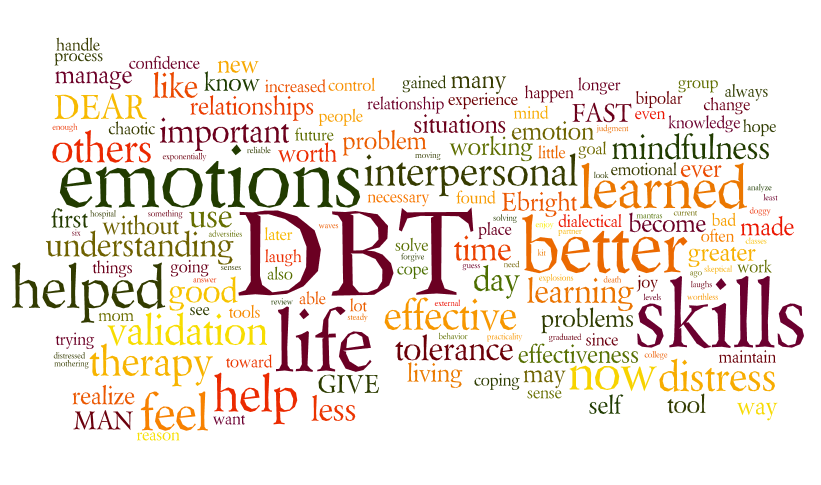 handle
process
confidence
new
manage
like
know
increased
control
gained
many
longer
group
always
DEAR
relationships
relationship
experience
happen
bipolar
change
enough
chaotic
important
future
people
situations
mind
FAST
even
knowledge
hope
others
exponentially
reliable
worth
problem
moving
working
emotion
little
judgment
goal
mindfulness
emotions
interpersonal
look
emotional
ever
analyze
necessary
found
Ebright
learned
least
first
hospital
something
use
DBT
waves
solving
place
dialectical
mantras
current
doggy
six
without
adversities
later
solve
time
better
become
bad
made
understanding
laugh
forgive
often
classes
greater
things
going
senses
also
cope
guess
need
kit
partner
ago
skeptical
work
helped
good
answer
day
explosions
death
joy
laughs
mom
see
tools
review
able
lot
external
learning
levels
worthless
trying
validation
life
steady
effective
problems
skills
distressed
mothering
therapy
toward
behavior
practicality
graduated
since
tolerance
effectiveness
college
maintain
realize
help
GIVE
living
coping
may
now
distress
sense
MAN
feel
want
less
self
tool
way
reason